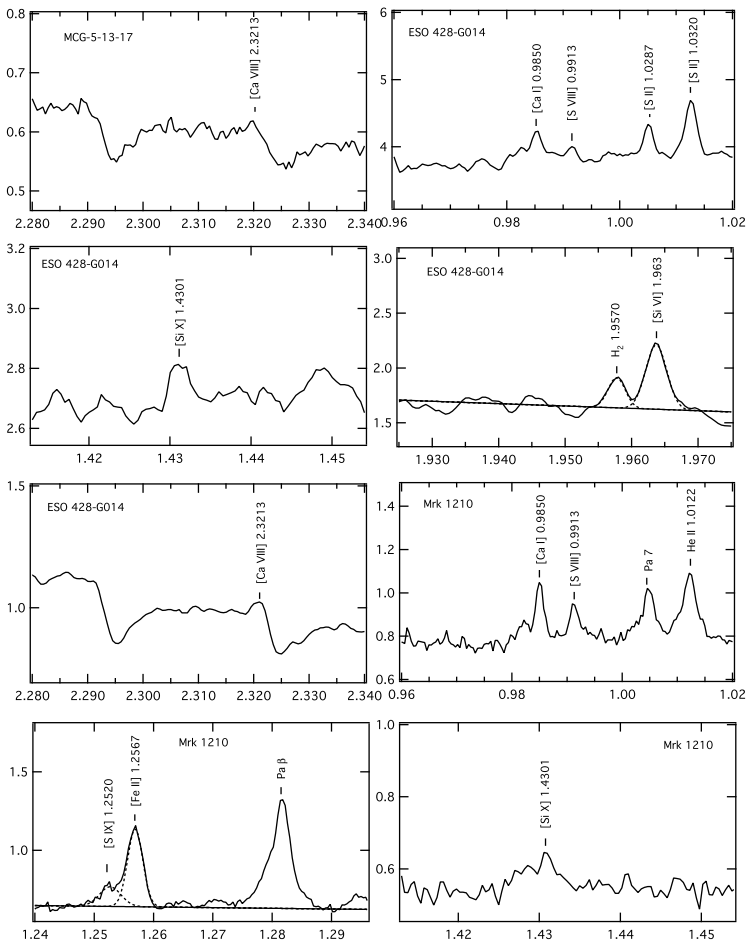 MCG-5-13-17
[Ca VIII] 2.3213
0.8
0.7
0.6
0.5
2.280 2.290 2.300 2.310 2.320 2.330 2.340
ESO 428-G014
[Ca I] 0.9850
[S VIII] 0.9913
[S II] 1.0287
[S II] 1.0320
6
5
4
0.96 0.98 1.00 1.02
ESO 428-G014
[Si X] 1.4301
3.2
3.0
2.8
2.6
1.42 1.43 1.44 1.45
ESO 428-G014
H2 1.9570
[Si VI] 1.963
3.0
2.5
2.0
1.5
1.930 1.940 1.950 1.960 1.970
ESO 428-G014
[Ca VIII] 2.3213
1.5
1.0
2.280 2.290 2.300 2.310 2.320 2.330 2.340
Mrk 1210
[Ca I] 0.9850
[S VIII] 0.9913
Pa 7
He II 1.0122
1.4
1.2
1.0
0.8
0.6
0.96 0.98 1.00 1.02
Mrk 1210
[S IX] 1.2520
[Fe II] 1.2567
Pa β
1.5
1.0
1.24 1.25 1.26 1.27 1.28 1.29
Mrk 1210
[Si X] 1.4301
1.0
0.8
0.6
1.42 1.43 1.44 1.45